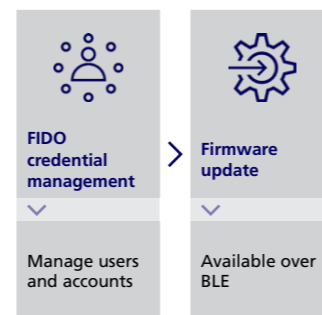 FIDO
credential
management
Manage users
and accounts
Firmware
update
Available over
BLE